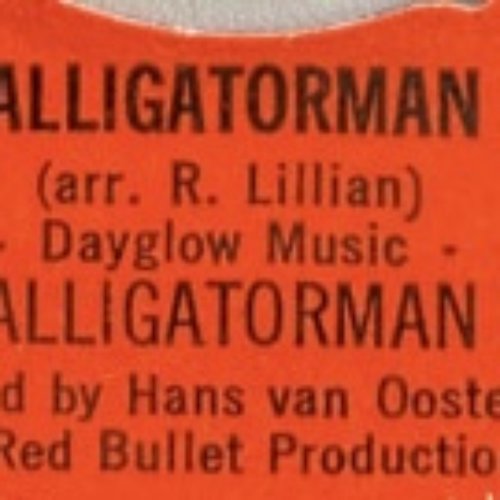 ALLIGATORMAN
(arr. R. Lillian)
- Dayglow Music -
ALLIGATORMAN
d by Hans van Ooste
Red Bullet Productio